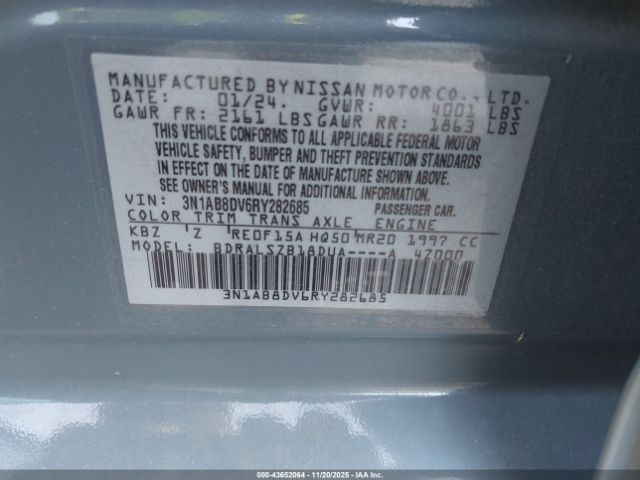 MANUFACTURED BY NISSAN MOTOR CO., LTD.
DATE: 01/24. GVWR: 4001 LBS
GAWR FR: 2161 LBS GAWR RR: 1863 LBS
THIS VEHICLE CONFORMS TO ALL APPLICABLE FEDERAL MOTOR
VEHICLE SAFETY, BUMPER AND THEFT PREVENTION STANDARDS
IN EFFECT ON THE DATE OF MANUFACTURE SHOWN ABOVE.
SEE OWNER'S MANUAL FOR ADDITIONAL INFORMATION.
VIN: 3N1AB8DV6RY282685 PASSENGER CAR.
COLOR TRIM TRANS AXLE ENGINE
KBZ Z RE0F15A HQ50 MR20 1997 CC
MODEL: BDRALSZB18DUA----A 47000
3N1AB8DV6RY282685
000-43652064 - 11/20/2025 - IAAI.COM